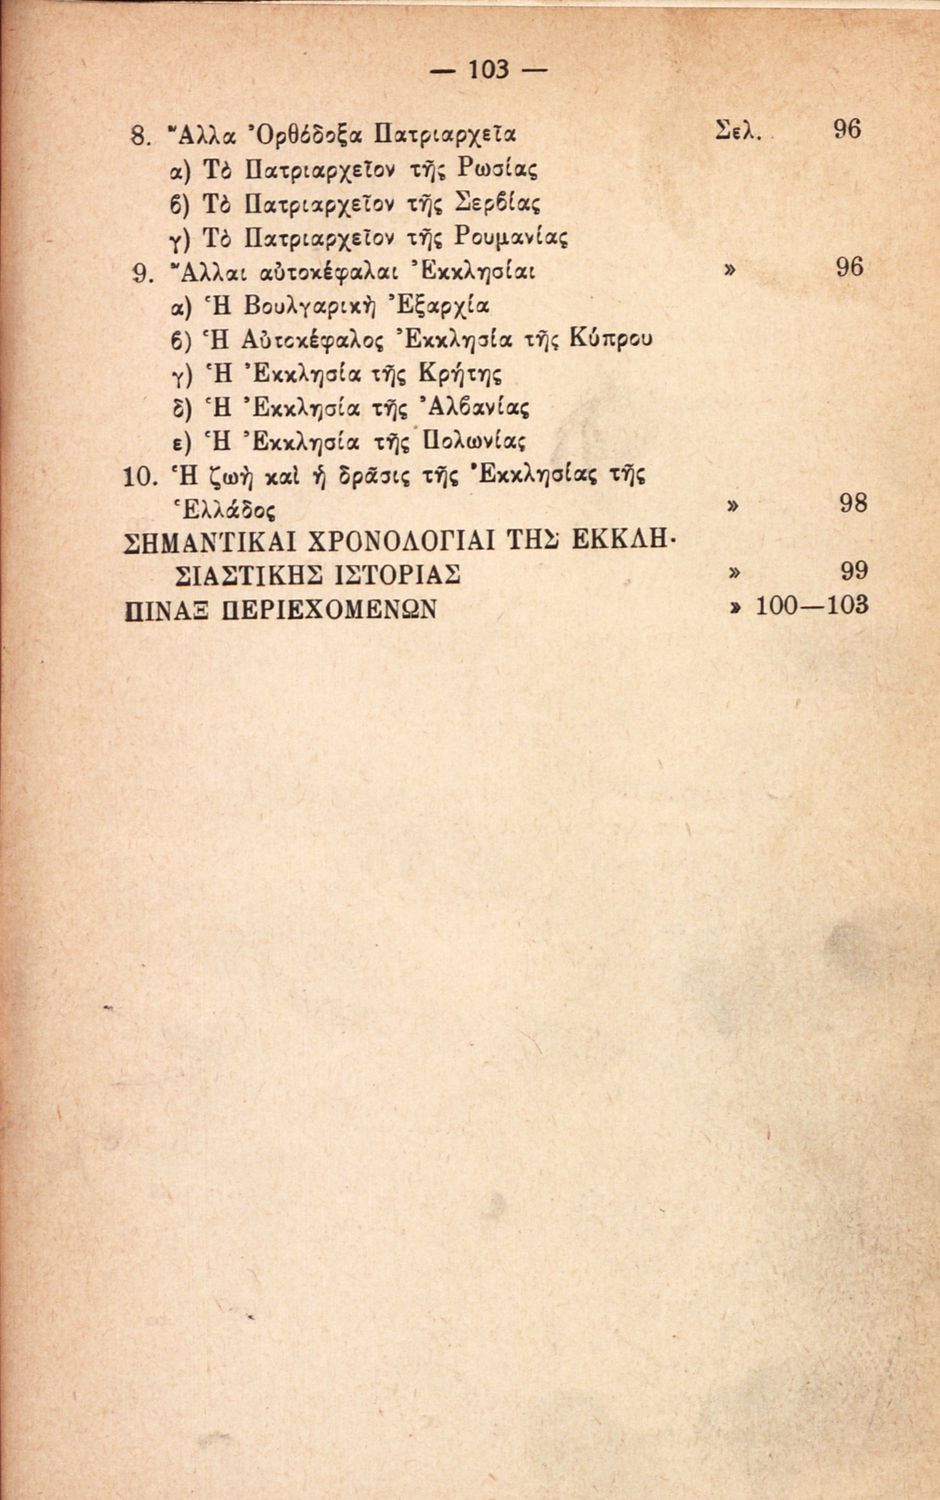 — 103 —
8. Ἄλλα Ὀρθόδοξα Πατριαρχεῖα Σελ. 96
α) Τὸ Πατριαρχεῖον τῆς Ρωσίας
ϐ) Τὸ Πατριαρχεῖον τῆς Σερϐίας
γ) Τὸ Πατριαρχεῖον τῆς Ρουμανίας
9. Ἄλλαι αὐτοκέφαλαι Ἐκκλησίαι » 96
α) Ἡ Βουλγαρικὴ Ἐξαρχία
ϐ) Ἡ Αὐτοκέφαλος Ἐκκλησία τῆς Κύπρου
γ) Ἡ Ἐκκλησία τῆς Κρήτης
δ) Ἡ Ἐκκλησία τῆς Ἀλϐανίας
ε) Ἡ Ἐκκλησία τῆς Πολωνίας
10. Ἡ ζωὴ καὶ ἡ δρᾶσις τῆς Ἐκκλησίας τῆς
Ἑλλάδος » 98
ΣΗΜΑΝΤΙΚΑΙ ΧΡΟΝΟΛΟΓΙΑΙ ΤΗΣ ΕΚΚΛΗ-
ΣΙΑΣΤΙΚΗΣ ΙΣΤΟΡΙΑΣ » 99
ΠΙΝΑΞ ΠΕΡΙΕΧΟΜΕΝΩΝ » 100—103